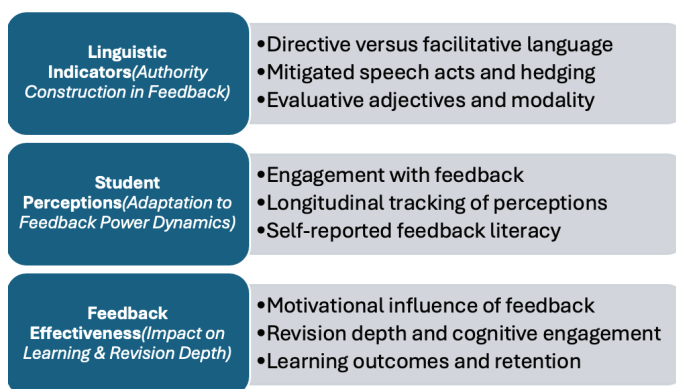 Linguistic
Indicators(Authority
Construction in Feedback)
•Directive versus facilitative language
•Mitigated speech acts and hedging
•Evaluative adjectives and modality
Student
Perceptions(Adaptation to
Feedback Power Dynamics)
•Engagement with feedback
•Longitudinal tracking of perceptions
•Self-reported feedback literacy
Feedback
Effectiveness(Impact on
Learning & Revision Depth)
•Motivational influence of feedback
•Revision depth and cognitive engagement
•Learning outcomes and retention